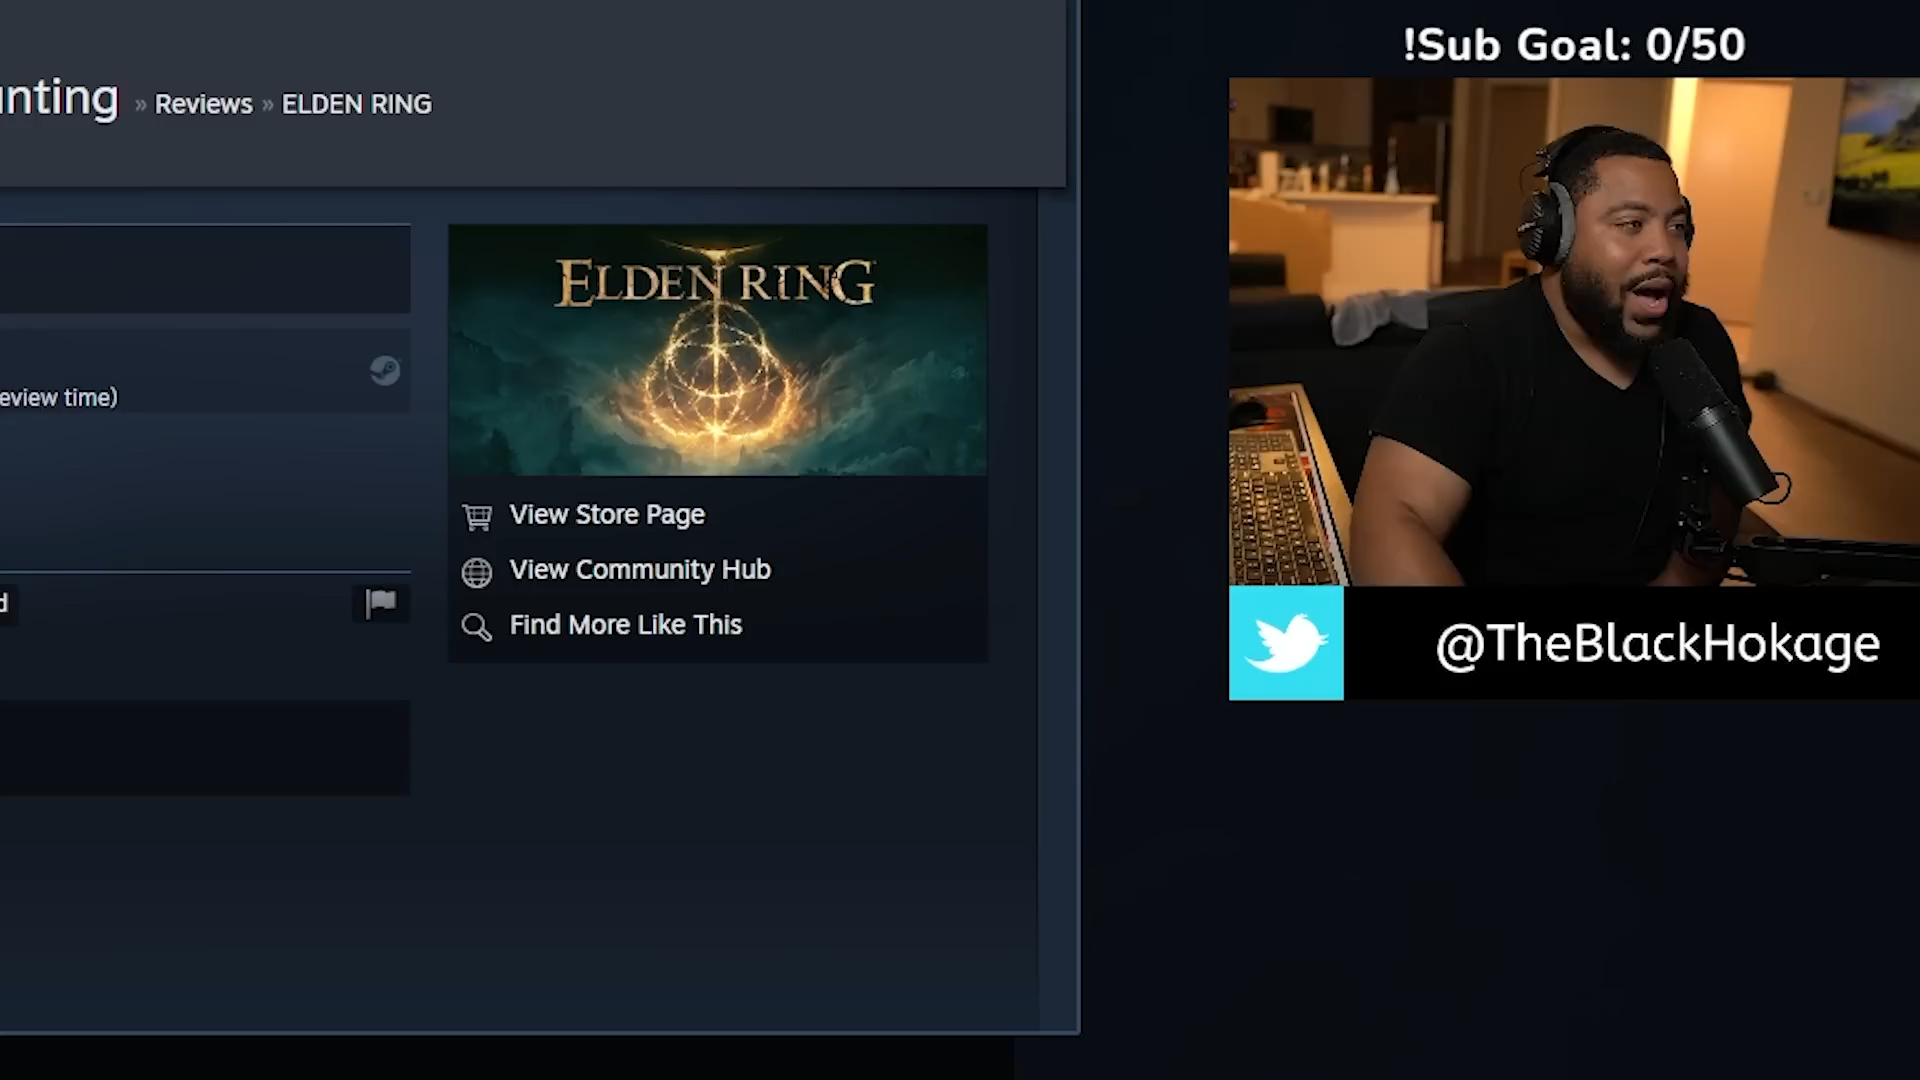 !Sub Goal: 0/50
unting » Reviews » ELDEN RING
ELDEN RING
eview time)
View Store Page
View Community Hub
d
Find More Like This
@TheBlackHokage